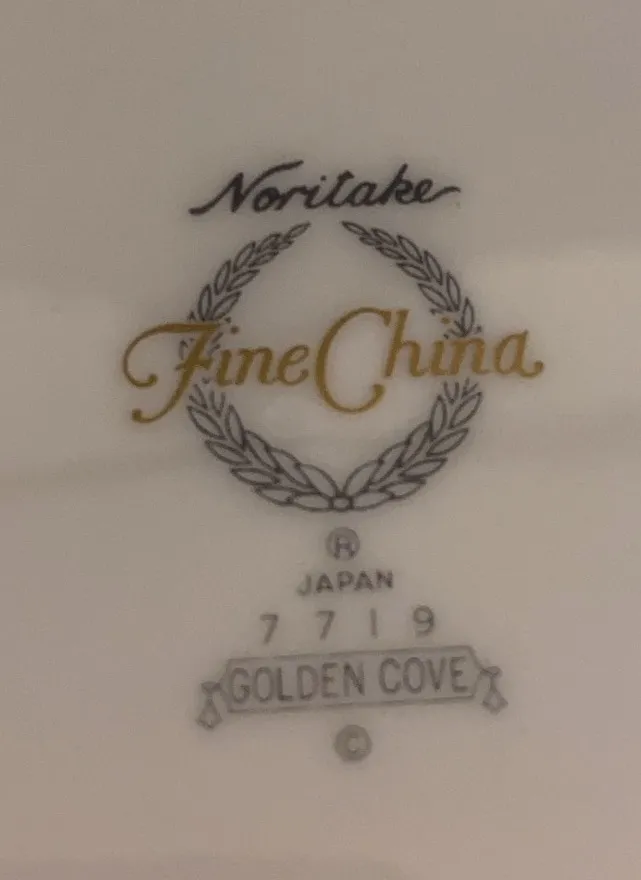 Noritake
Fine China
®
JAPAN
7719
GOLDEN COVE
©